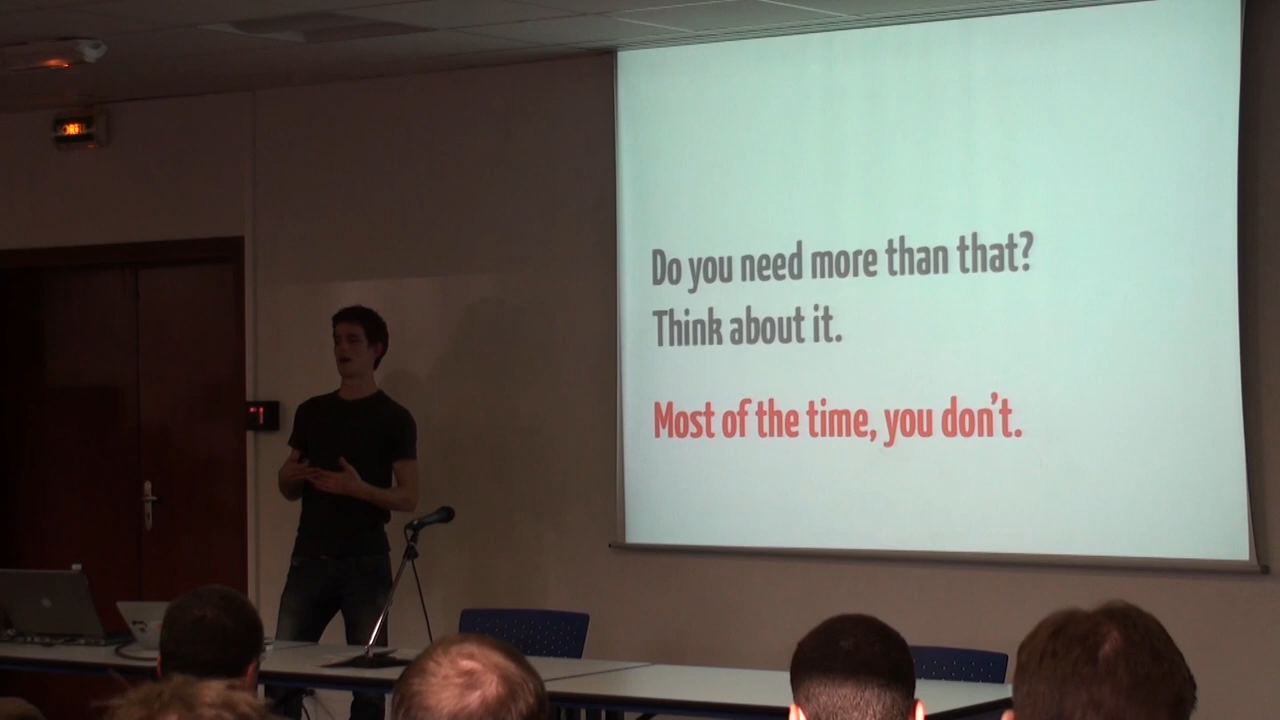 Do you need more than that?
Think about it.
Most of the time, you don't.